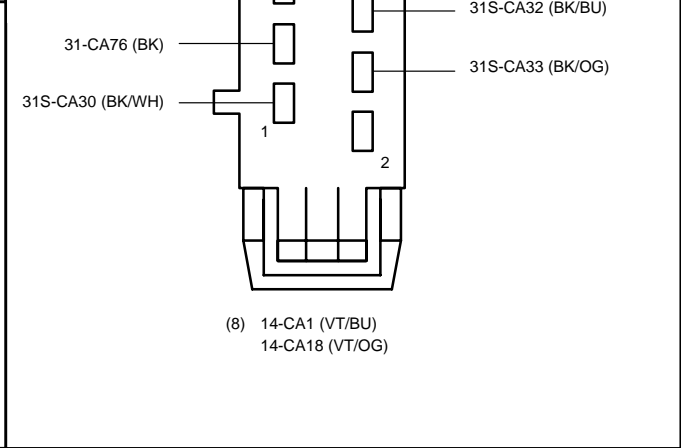 31S-CA32 (BK/BU)
31-CA76 (BK)
31S-CA33 (BK/OG)
31S-CA30 (BK/WH)
1
2
(8) 14-CA1 (VT/BU)
14-CA18 (VT/OG)